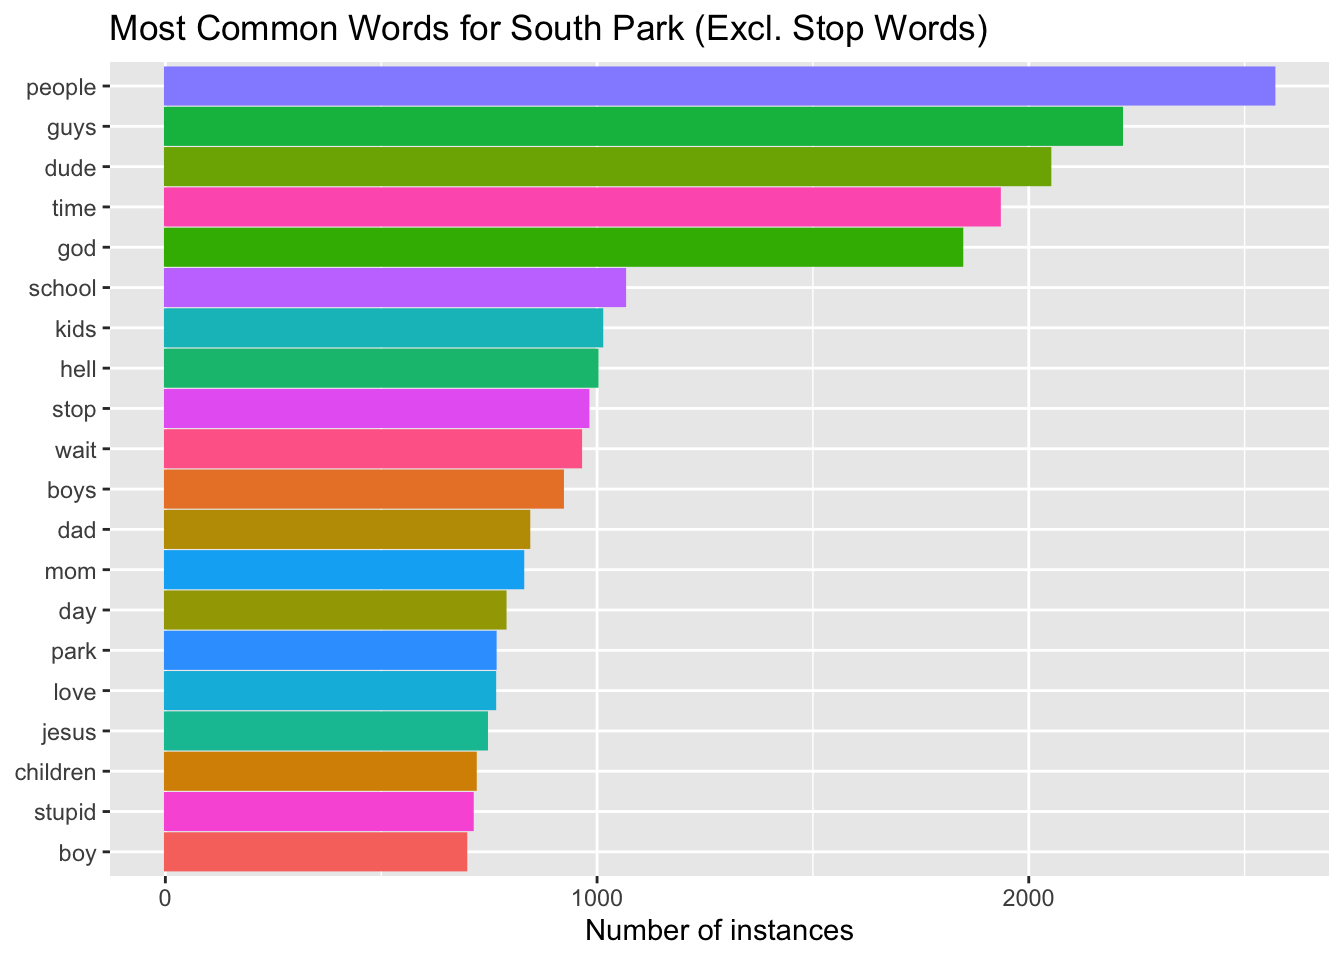 Most Common Words for South Park (Excl. Stop Words)
people
guys
dude
time
god
school
kids
hell
stop
wait
boys
dad
mom
day
park
love
jesus
children
stupid
boy
0 1000 2000
Number of instances